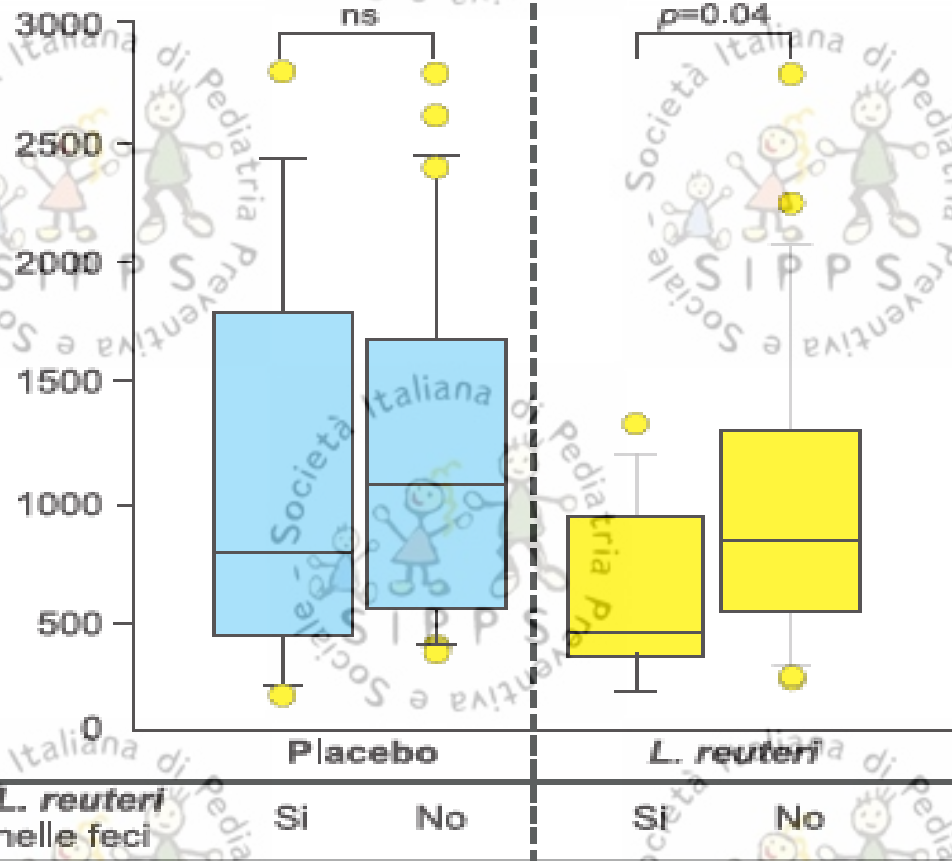 3000
ns
p=0.04
2500
2000
1500
1000
500
0
Placebo
L. reuteri
L. reuteri
nelle feci
Si
No
Si
No
Società Italiana di Pediatria Preventiva e Sociale -
SIPPS